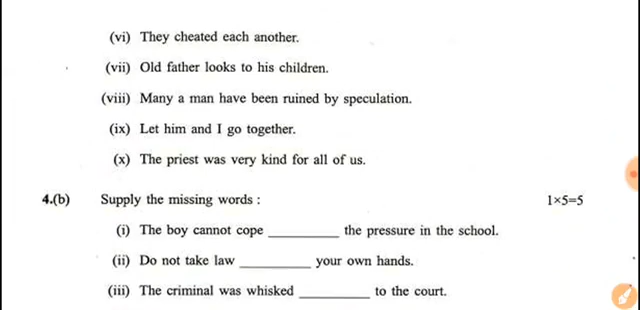 (vi) They cheated each another.
(vii) Old father looks to his children.
(viii) Many a man have been ruined by speculation.
(ix) Let him and I go together.
(x) The priest was very kind for all of us.
4.(b) Supply the missing words : 1×5=5
(i) The boy cannot cope ________ the pressure in the school.
(ii) Do not take law ________ your own hands.
(iii) The criminal was whisked ________ to the court.